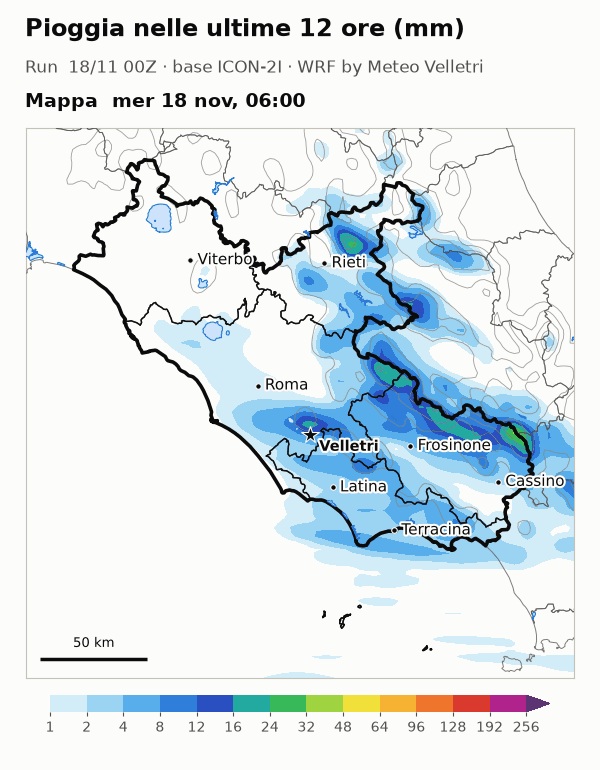 Pioggia nelle ultime 12 ore (mm)
Run  18/11 00Z · base ICON-2I · WRF by Meteo Velletri
Mappa  mer 18 nov, 06:00
Viterbo
Rieti
Roma
Velletri
Frosinone
Cassino
Latina
Terracina
50 km
1 2 4 8 12 16 24 32 48 64 96 128 192 256